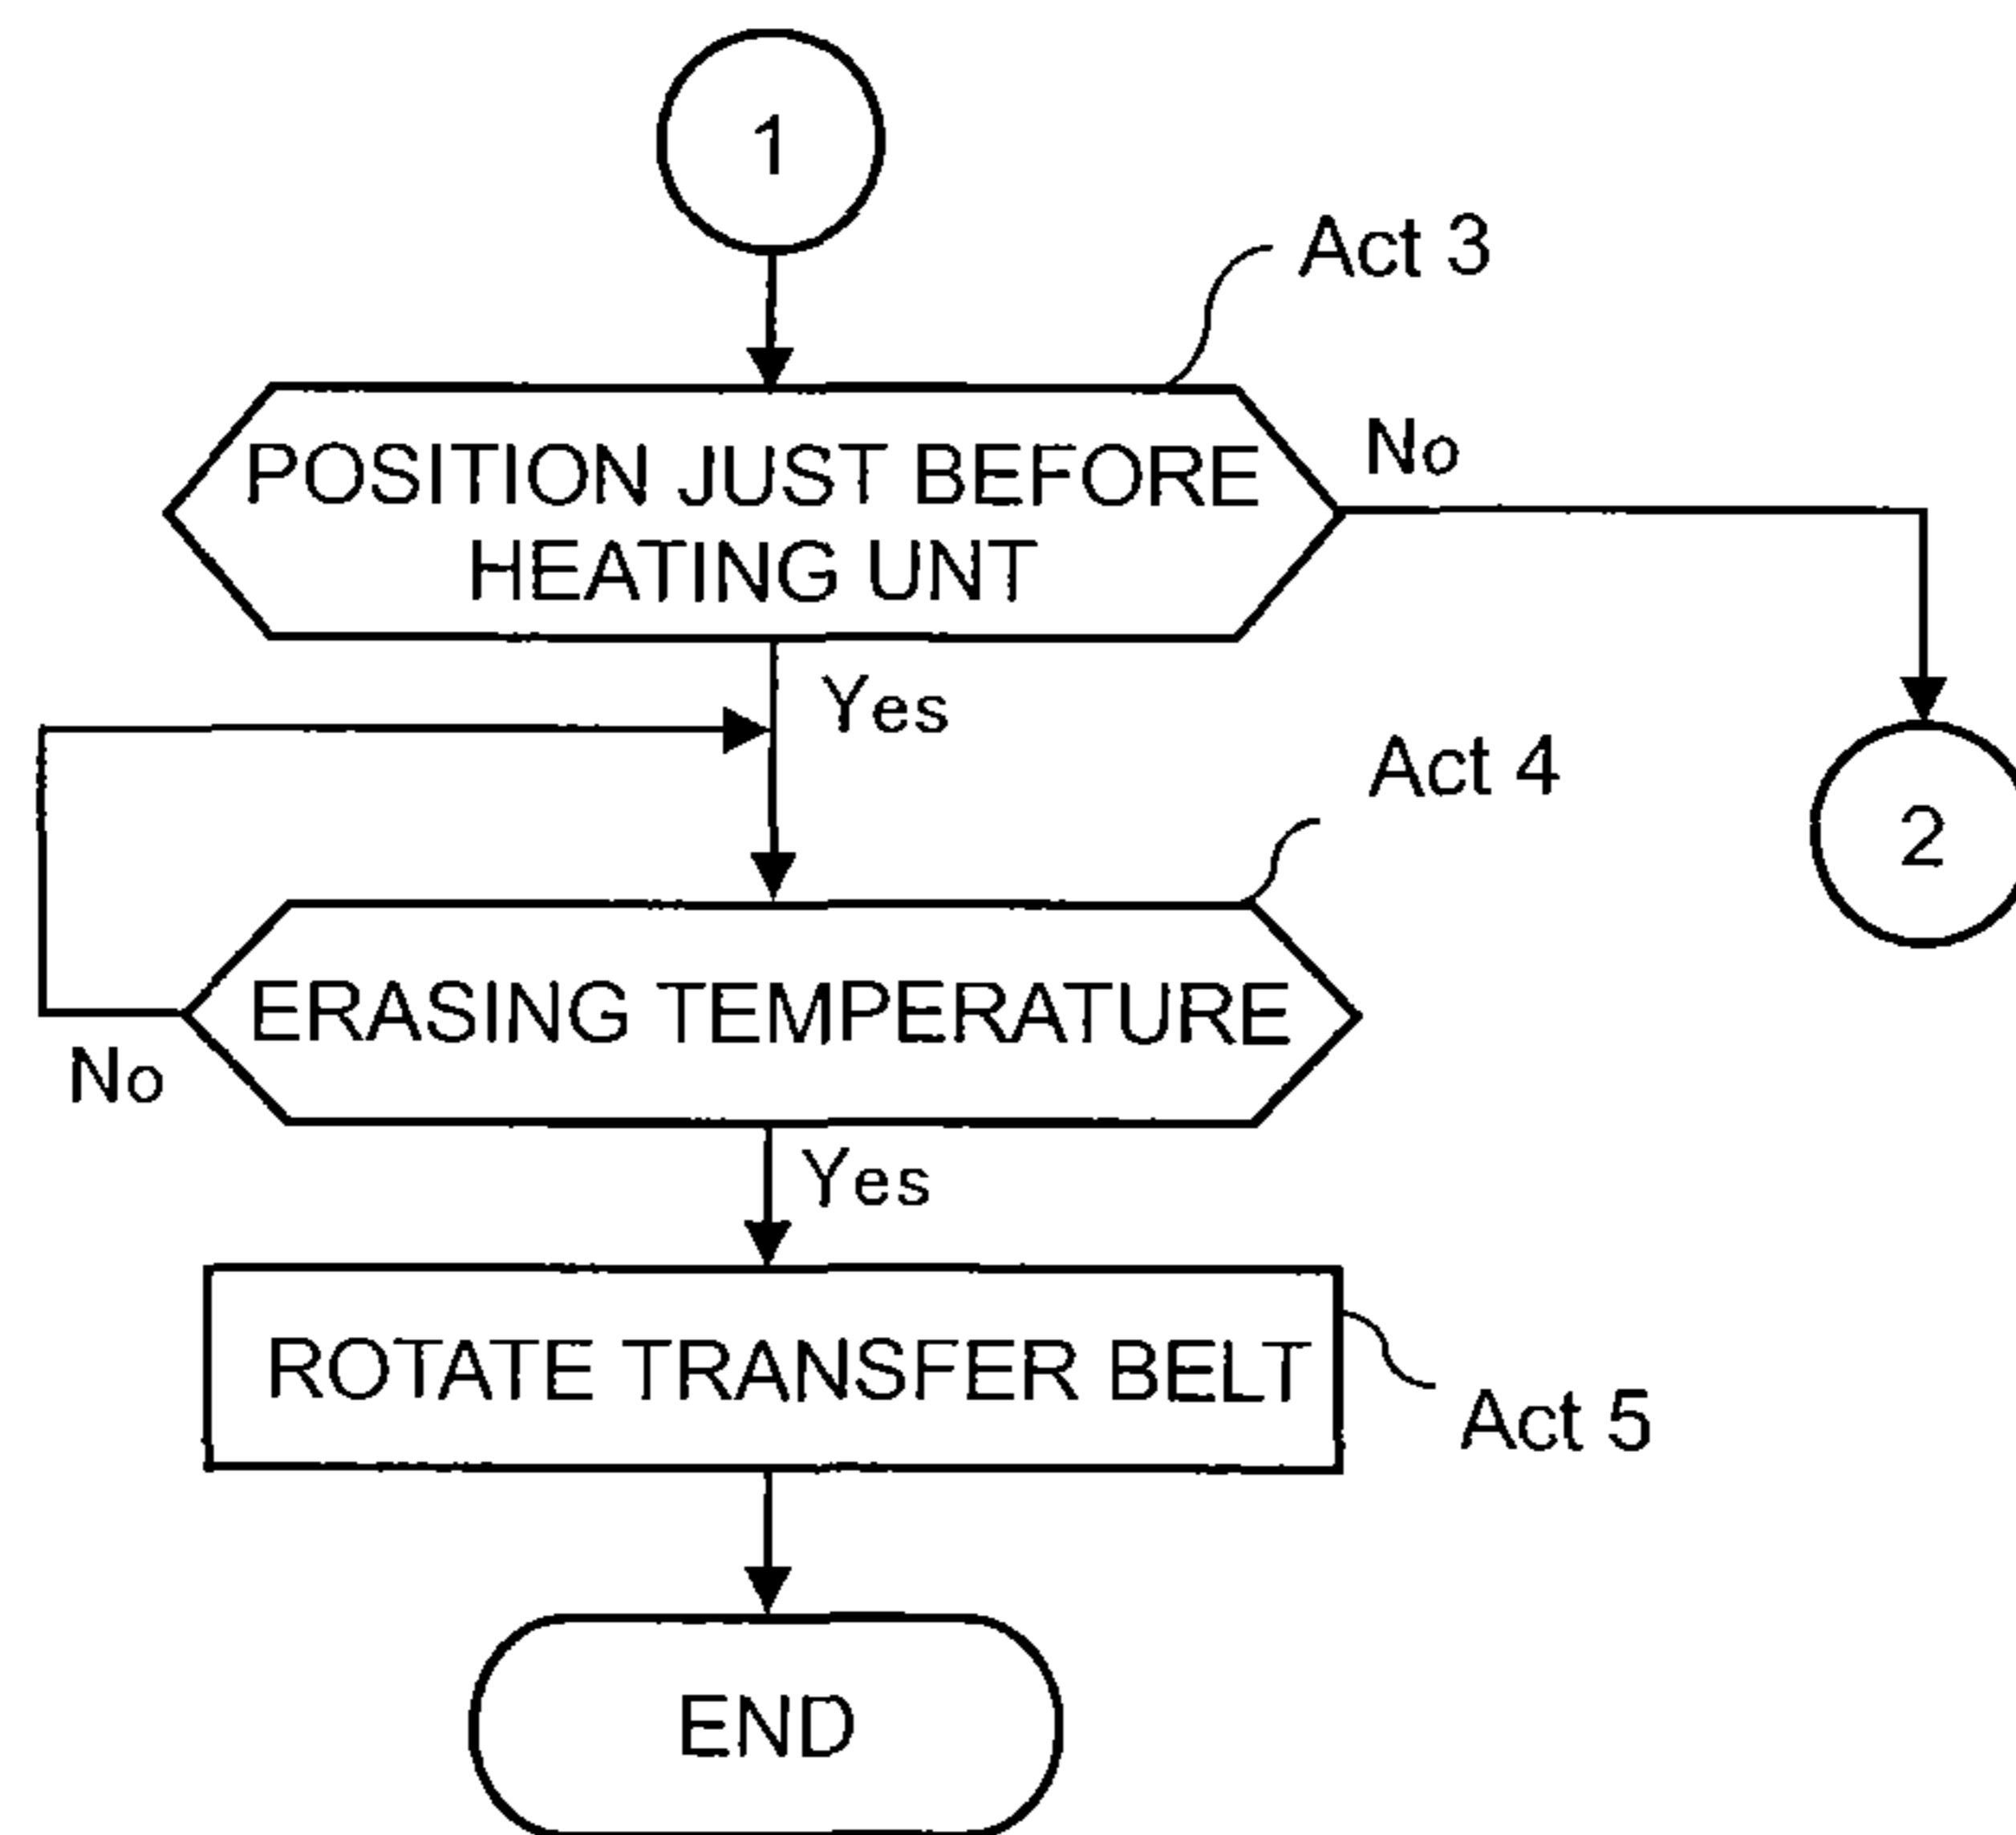 1
Act 3
POSITION JUST BEFORE
HEATING UNT
No
Yes
Act 4
2
ERASING TEMPERATURE
No
Yes
ROTATE TRANSFER BELT
Act 5
END